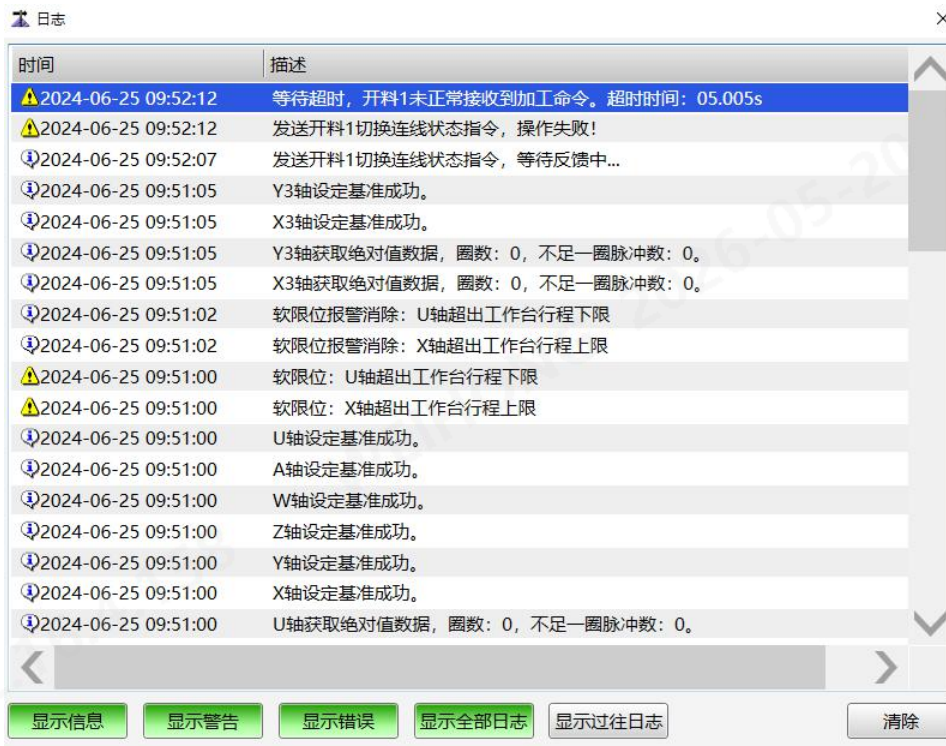 日志
时间 描述
2024-06-25 09:52:12 等待超时，开料1未正常接收到加工命令。超时时间：05.005s
2024-06-25 09:52:12 发送开料1切换连线状态指令，操作失败！
2024-06-25 09:52:07 发送开料1切换连线状态指令，等待反馈中...
2024-06-25 09:51:05 Y3轴设定基准成功。
2024-06-25 09:51:05 X3轴设定基准成功。
2024-06-25 09:51:05 Y3轴获取绝对值数据，圈数：0，不足一圈脉冲数：0。
2024-06-25 09:51:05 X3轴获取绝对值数据，圈数：0，不足一圈脉冲数：0。
2024-06-25 09:51:02 软限位报警消除：U轴超出工作台行程下限
2024-06-25 09:51:02 软限位报警消除：X轴超出工作台行程上限
2024-06-25 09:51:00 软限位：U轴超出工作台行程下限
2024-06-25 09:51:00 软限位：X轴超出工作台行程上限
2024-06-25 09:51:00 U轴设定基准成功。
2024-06-25 09:51:00 A轴设定基准成功。
2024-06-25 09:51:00 W轴设定基准成功。
2024-06-25 09:51:00 Z轴设定基准成功。
2024-06-25 09:51:00 Y轴设定基准成功。
2024-06-25 09:51:00 X轴设定基准成功。
2024-06-25 09:51:00 U轴获取绝对值数据，圈数：0，不足一圈脉冲数：0。
显示信息 显示警告 显示错误 显示全部日志 显示过往日志 清除